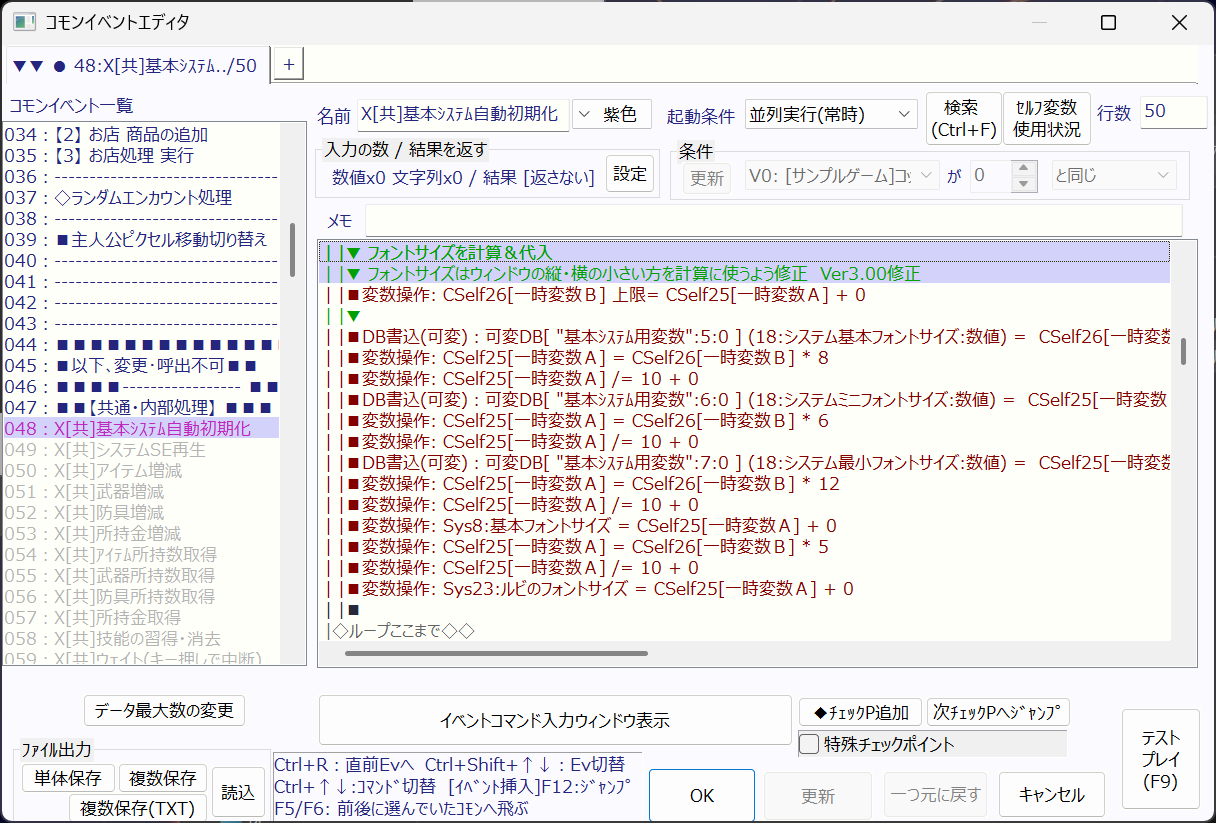 コモンイベントエディタ
▼▼ ● 48:X[共]基本ｼｽﾃﾑ../50
+
コモンイベント一覧
034 : 【2】 お店 商品の追加
035 : 【3】 お店処理 実行
036 : ----------------------------
037 : ◇ランダムエンカウント処理
038 : ----------------------------
039 : ■主人公ピクセル移動切り替え
040 : ----------------------------
041 : ----------------------------
042 : ----------------------------
043 : ----------------------------
044 : ■■■■■■■■■■■■■
045 : ■以下、変更・呼出不可■■
046 : ■■■■---------------- ■■
047 : ■■【共通・内部処理】 ■■■
048 : X[共]基本ｼｽﾃﾑ自動初期化
049 : X[共]システムSE再生
050 : X[共]アイテム増減
051 : X[共]武器増減
052 : X[共]防具増減
053 : X[共]所持金増減
054 : X[共]ｱｲﾃﾑ所持数取得
055 : X[共]武器所持数取得
056 : X[共]防具所持数取得
057 : X[共]所持金取得
058 : X[共]技能の習得・消去
059 : X[共]ウェイト(キー押しで中断)
名前 X[共]基本ｼｽﾃﾑ自動初期化 紫色 起動条件 並列実行(常時)
検索
(Ctrl+F)
ｾﾙﾌ変数
使用状況
行数 50
入力の数 / 結果を返す
数値x0 文字列x0 / 結果 [返さない] 設定
条件
更新 V0: [サンプルゲーム]ｺｯ が 0 と同じ
メモ
| |▼ フォントサイズを計算＆代入
| |▼ フォントサイズはウィンドウの縦・横の小さい方を計算に使うよう修正 Ver3.00修正
| |■変数操作: CSelf26[一時変数Ｂ] 上限= CSelf25[一時変数Ａ] + 0
| |▼
| |■DB書込(可変) : 可変DB[ "基本ｼｽﾃﾑ用変数":5:0 ] (18:システム基本フォントサイズ:数値) = CSelf26[一時変数
| |■変数操作: CSelf25[一時変数Ａ] = CSelf26[一時変数Ｂ] * 8
| |■変数操作: CSelf25[一時変数Ａ] /= 10 + 0
| |■DB書込(可変) : 可変DB[ "基本ｼｽﾃﾑ用変数":6:0 ] (18:システムミニフォントサイズ:数値) = CSelf25[一時変数
| |■変数操作: CSelf25[一時変数Ａ] = CSelf26[一時変数Ｂ] * 6
| |■変数操作: CSelf25[一時変数Ａ] /= 10 + 0
| |■DB書込(可変) : 可変DB[ "基本ｼｽﾃﾑ用変数":7:0 ] (18:システム最小フォントサイズ:数値) = CSelf25[一時変数
| |■変数操作: CSelf25[一時変数Ａ] = CSelf26[一時変数Ｂ] * 12
| |■変数操作: CSelf25[一時変数Ａ] /= 10 + 0
| |■変数操作: Sys8:基本フォントサイズ = CSelf25[一時変数Ａ] + 0
| |■変数操作: CSelf25[一時変数Ａ] = CSelf26[一時変数Ｂ] * 5
| |■変数操作: CSelf25[一時変数Ａ] /= 10 + 0
| |■変数操作: Sys23:ルビのフォントサイズ = CSelf25[一時変数Ａ] + 0
| |■
|◇ループここまで◇◇
データ最大数の変更
ファイル出力
単体保存 複数保存 読込
複数保存(TXT)
イベントコマンド入力ウィンドウ表示
◆ﾁｪｯｸP追加 次ﾁｪｯｸPへｼﾞｬﾝﾌﾟ
特殊チェックポイント
Ctrl+R : 直前Evへ Ctrl+Shift+↑↓ : Ev切替
Ctrl+↑↓:ｺﾏﾝﾄﾞ切替 [ｲﾍﾞﾝﾄ挿入]F12:ｼﾞｬﾝﾌﾟ
F5/F6: 前後に選んでいたｺﾓﾝへ飛ぶ
OK 更新 一つ元に戻す キャンセル
テスト
プレイ
(F9)